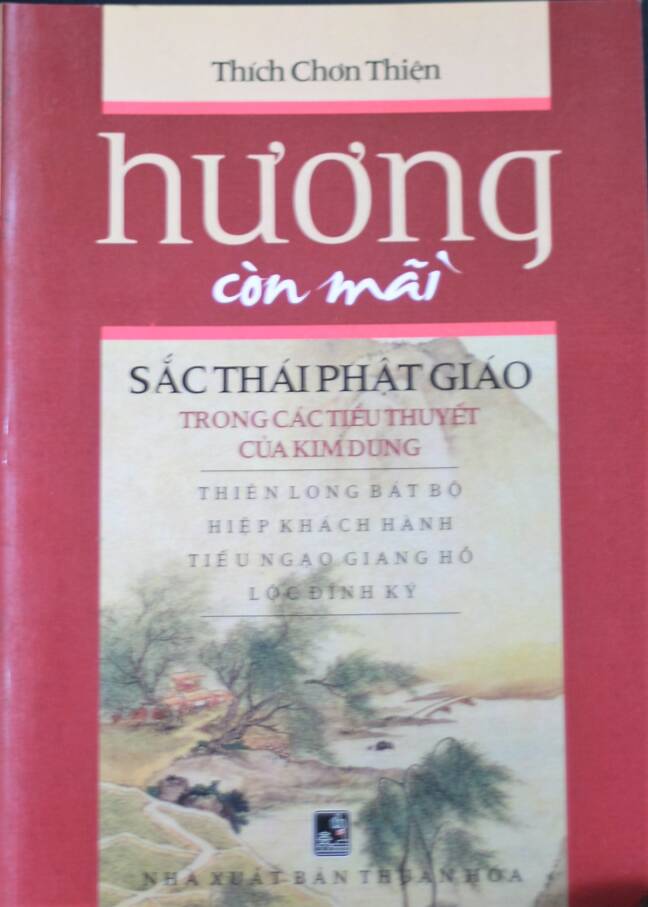 Thích Chơn Thiện
hương
còn mãi
SẮC THÁI PHẬT GIÁO
TRONG CÁC TIỂU THUYẾT
CỦA KIM DUNG
THIÊN LONG BÁT BỘ
HIỆP KHÁCH HÀNH
TIẾU NGẠO GIANG HỒ
LỘC ĐỈNH KÝ
NHÀ XUẤT BẢN THUẬN HÓA